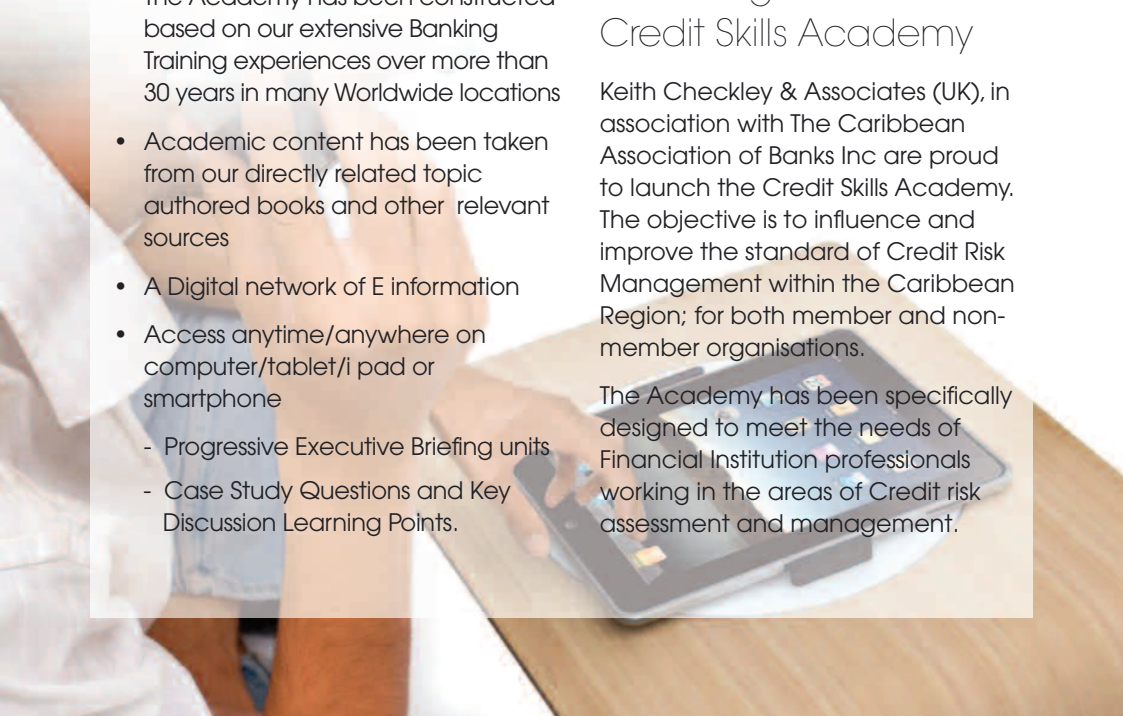 The Academy has been constructed
based on our extensive Banking
Training experiences over more than
30 years in many Worldwide locations
• Academic content has been taken
from our directly related topic
authored books and other relevant
sources
• A Digital network of E information
• Access anytime/anywhere on
computer/tablet/i pad or
smartphone
- Progressive Executive Briefing units
- Case Study Questions and Key
Discussion Learning Points.
Credit Skills Academy
Keith Checkley & Associates (UK), in
association with The Caribbean
Association of Banks Inc are proud
to launch the Credit Skills Academy.
The objective is to influence and
improve the standard of Credit Risk
Management within the Caribbean
Region; for both member and non-
member organisations.
The Academy has been specifically
designed to meet the needs of
Financial Institution professionals
working in the areas of Credit risk
assessment and management.